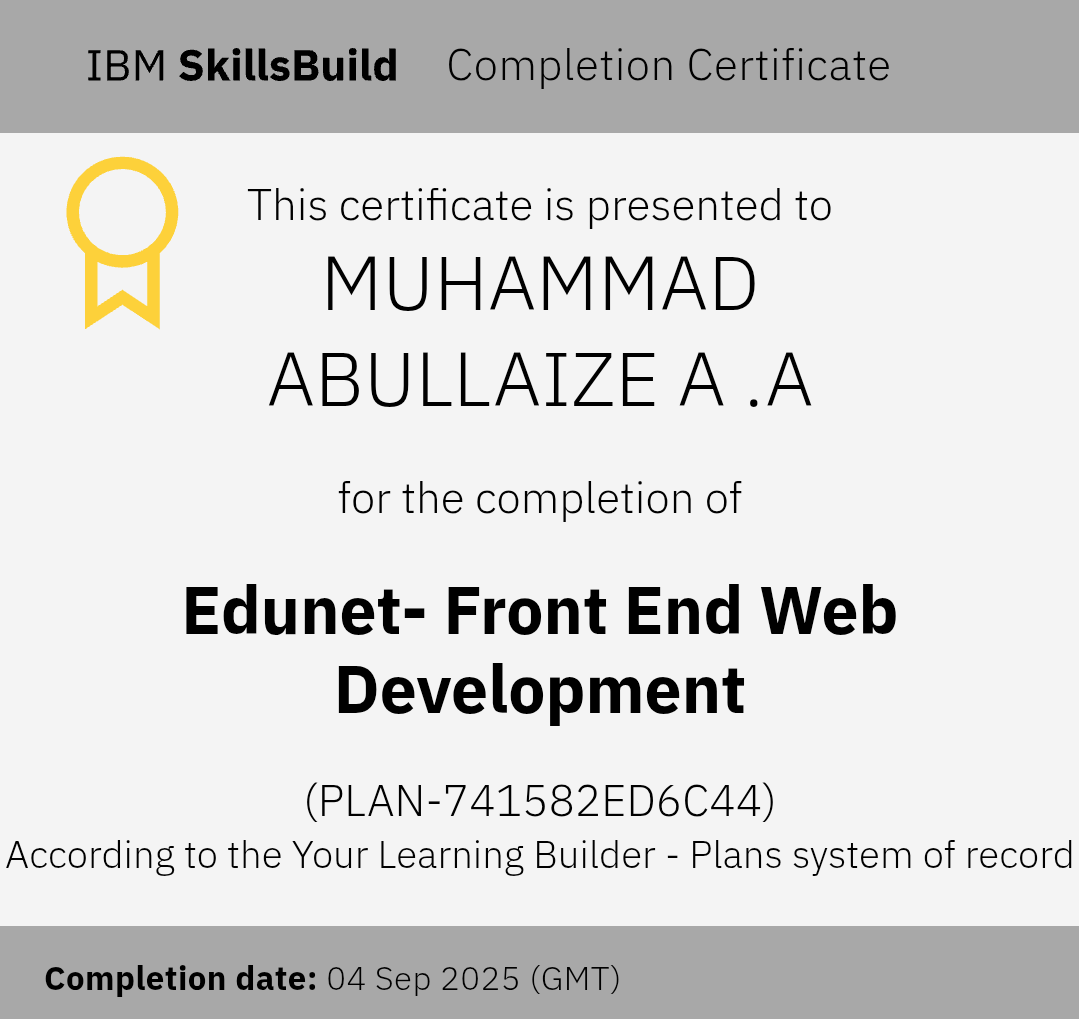 IBM SkillsBuild Completion Certificate
This certificate is presented to
MUHAMMAD
ABULLAIZE A .A
for the completion of
Edunet- Front End Web
Development
(PLAN-741582ED6C44)
According to the Your Learning Builder - Plans system of record
Completion date: 04 Sep 2025 (GMT)